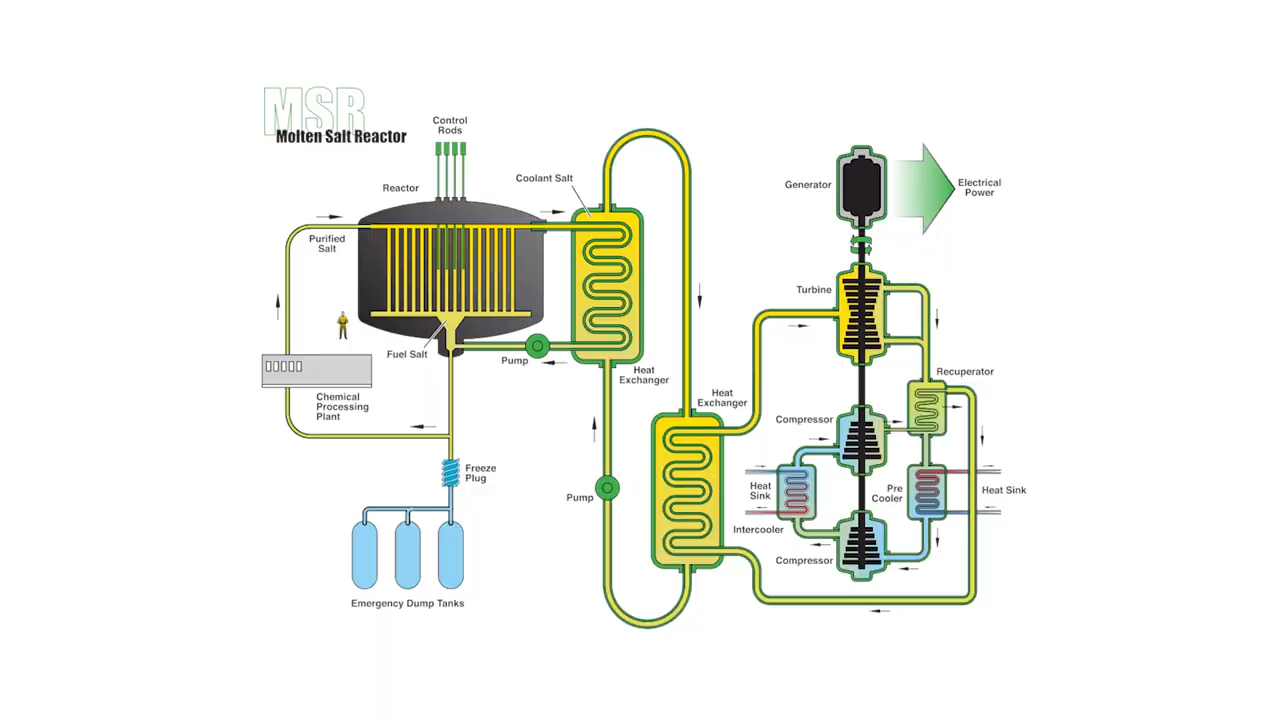 MSR
Molten Salt Reactor
Control
Rods
Reactor
Coolant Salt
Purified
Salt
Fuel Salt
Pump
Heat
Exchanger
Chemical
Processing
Plant
Freeze
Plug
Emergency Dump Tanks
Pump
Heat
Exchanger
Generator
Electrical
Power
Turbine
Recuperator
Compressor
Heat
Sink
Pre
Cooler
Heat Sink
Intercooler
Compressor